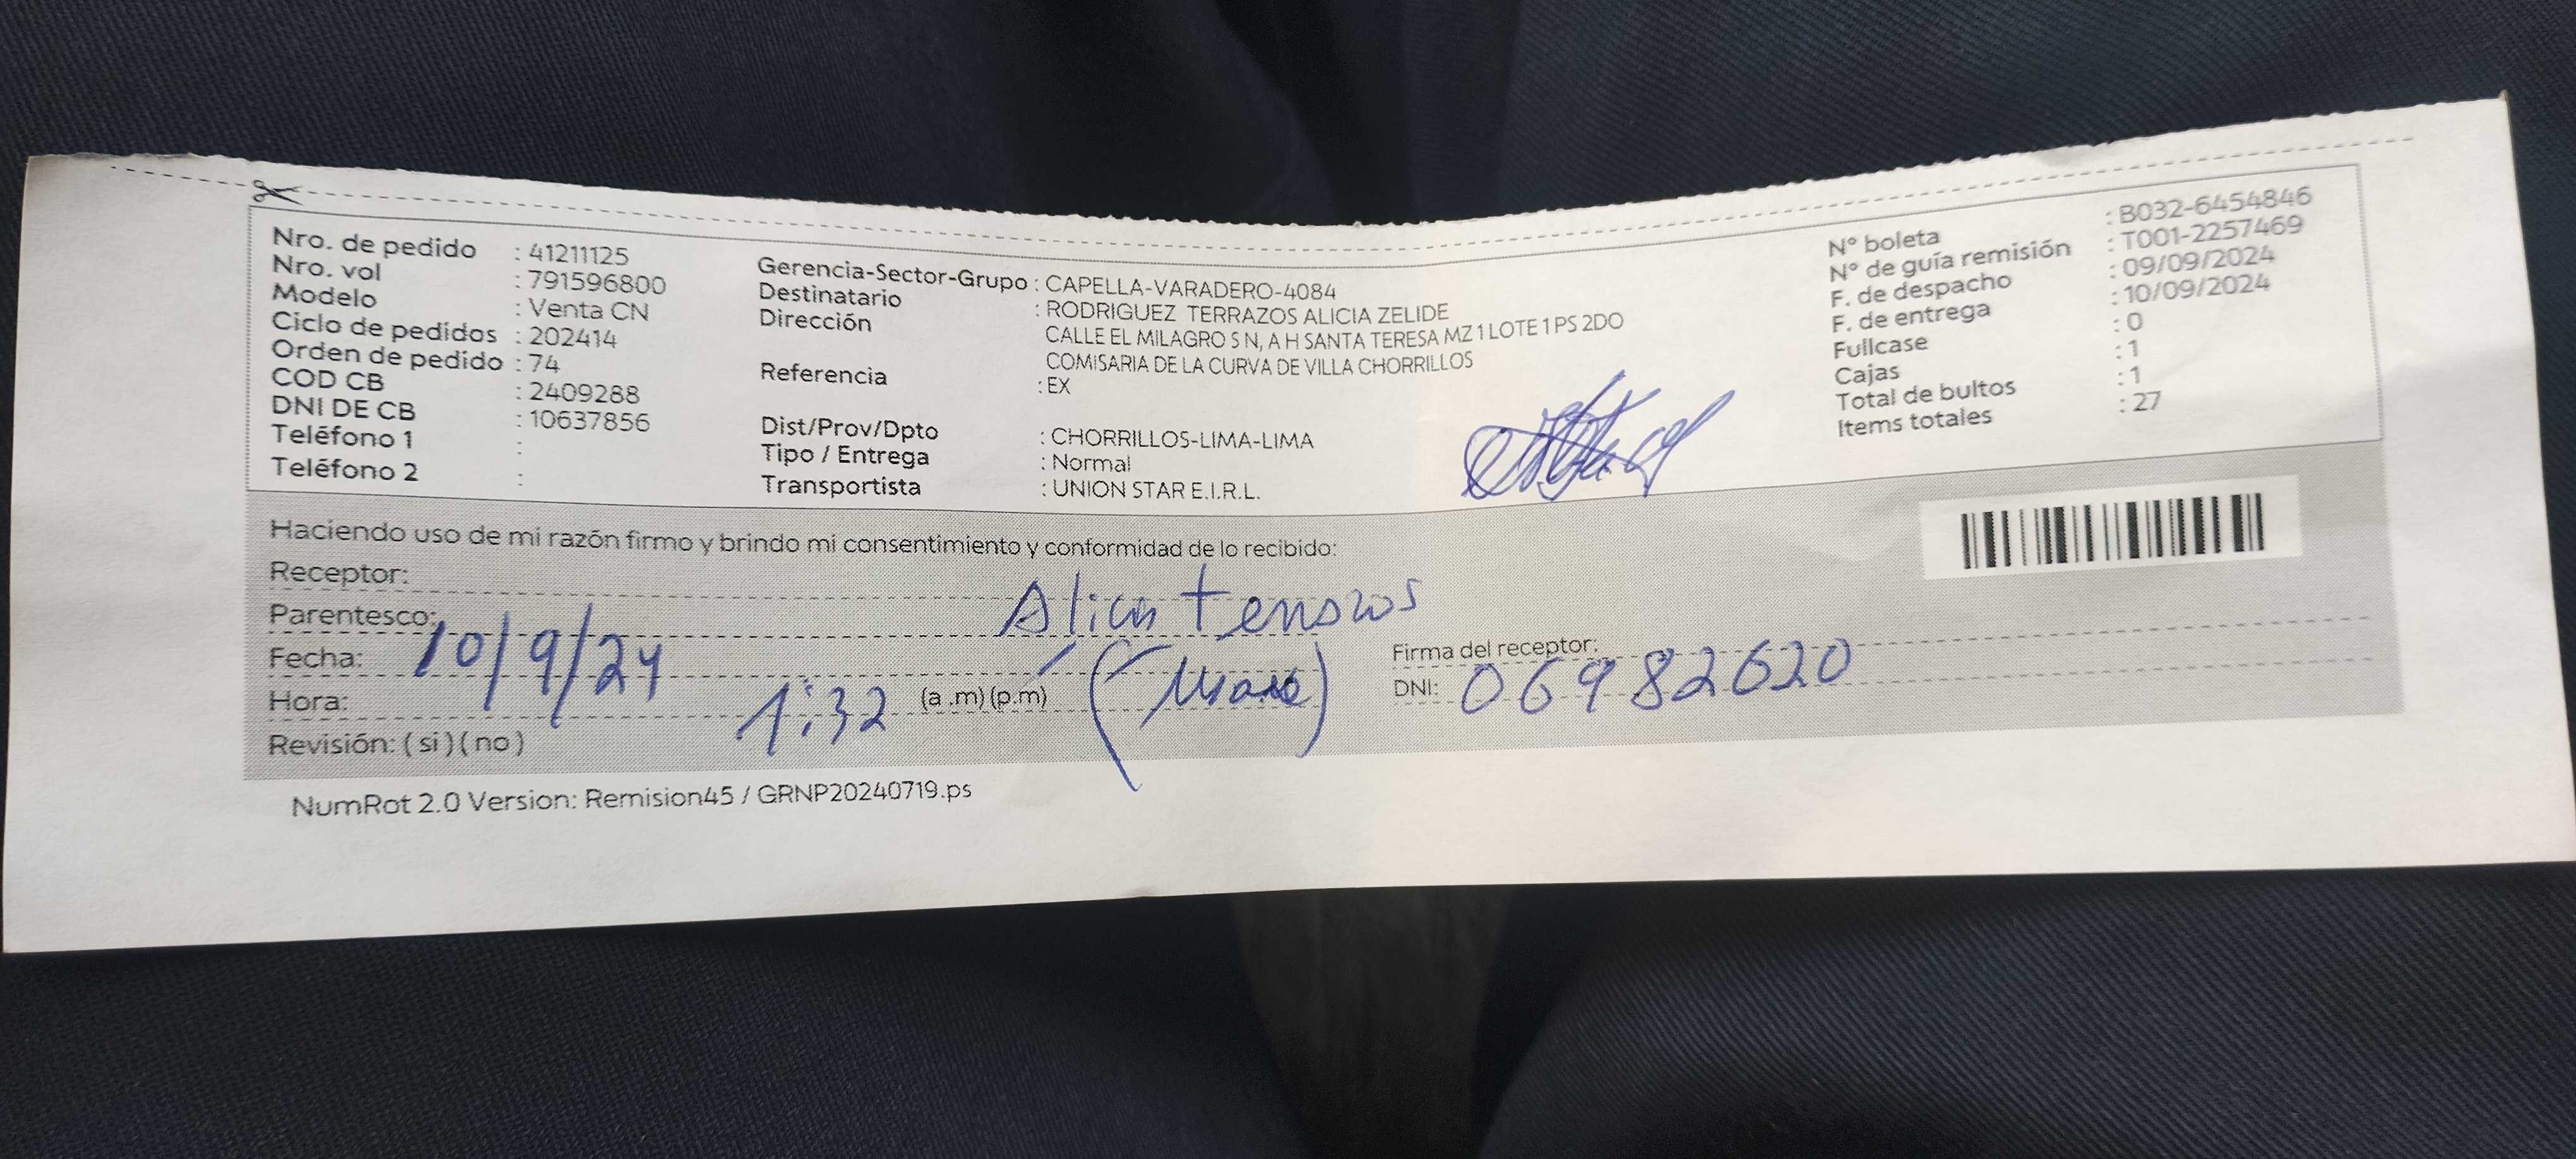 Nro. de pedido : 41211125
Nro. vol : 791596800
Modelo : Venta CN
Ciclo de pedidos : 202414
Orden de pedido : 74
COD CB : 2409288
DNI DE CB : 10637856
Teléfono 1 :
Teléfono 2 :
Gerencia-Sector-Grupo : CAPELLA-VARADERO-4084
Destinatario : RODRIGUEZ TERRAZOS ALICIA ZELIDE
Dirección CALLE EL MILAGRO S N, A H SANTA TERESA MZ 1 LOTE 1 PS 2DO
COMISARIA DE LA CURVA DE VILLA CHORRILLOS
Referencia : EX
Dist/Prov/Dpto : CHORRILLOS-LIMA-LIMA
Tipo / Entrega : Normal
Transportista : UNION STAR E.I.R.L.
N° boleta : B032-6454846
N° de guía remisión : T001-2257469
F. de despacho : 09/09/2024
F. de entrega : 10/09/2024
Fullcase : 0
Cajas : 1
Total de bultos : 1
Items totales : 27
Haciendo uso de mi razón firmo y brindo mi consentimiento y conformidad de lo recibido:
Receptor:
Parentesco:
Fecha: 10/9/24
Hora: 1:32 (a .m) (p.m)
Revisión: ( si ) ( no )
Firma del receptor:
DNI: 06982620
NumRot 2.0 Version: Remision45 / GRNP20240719.ps